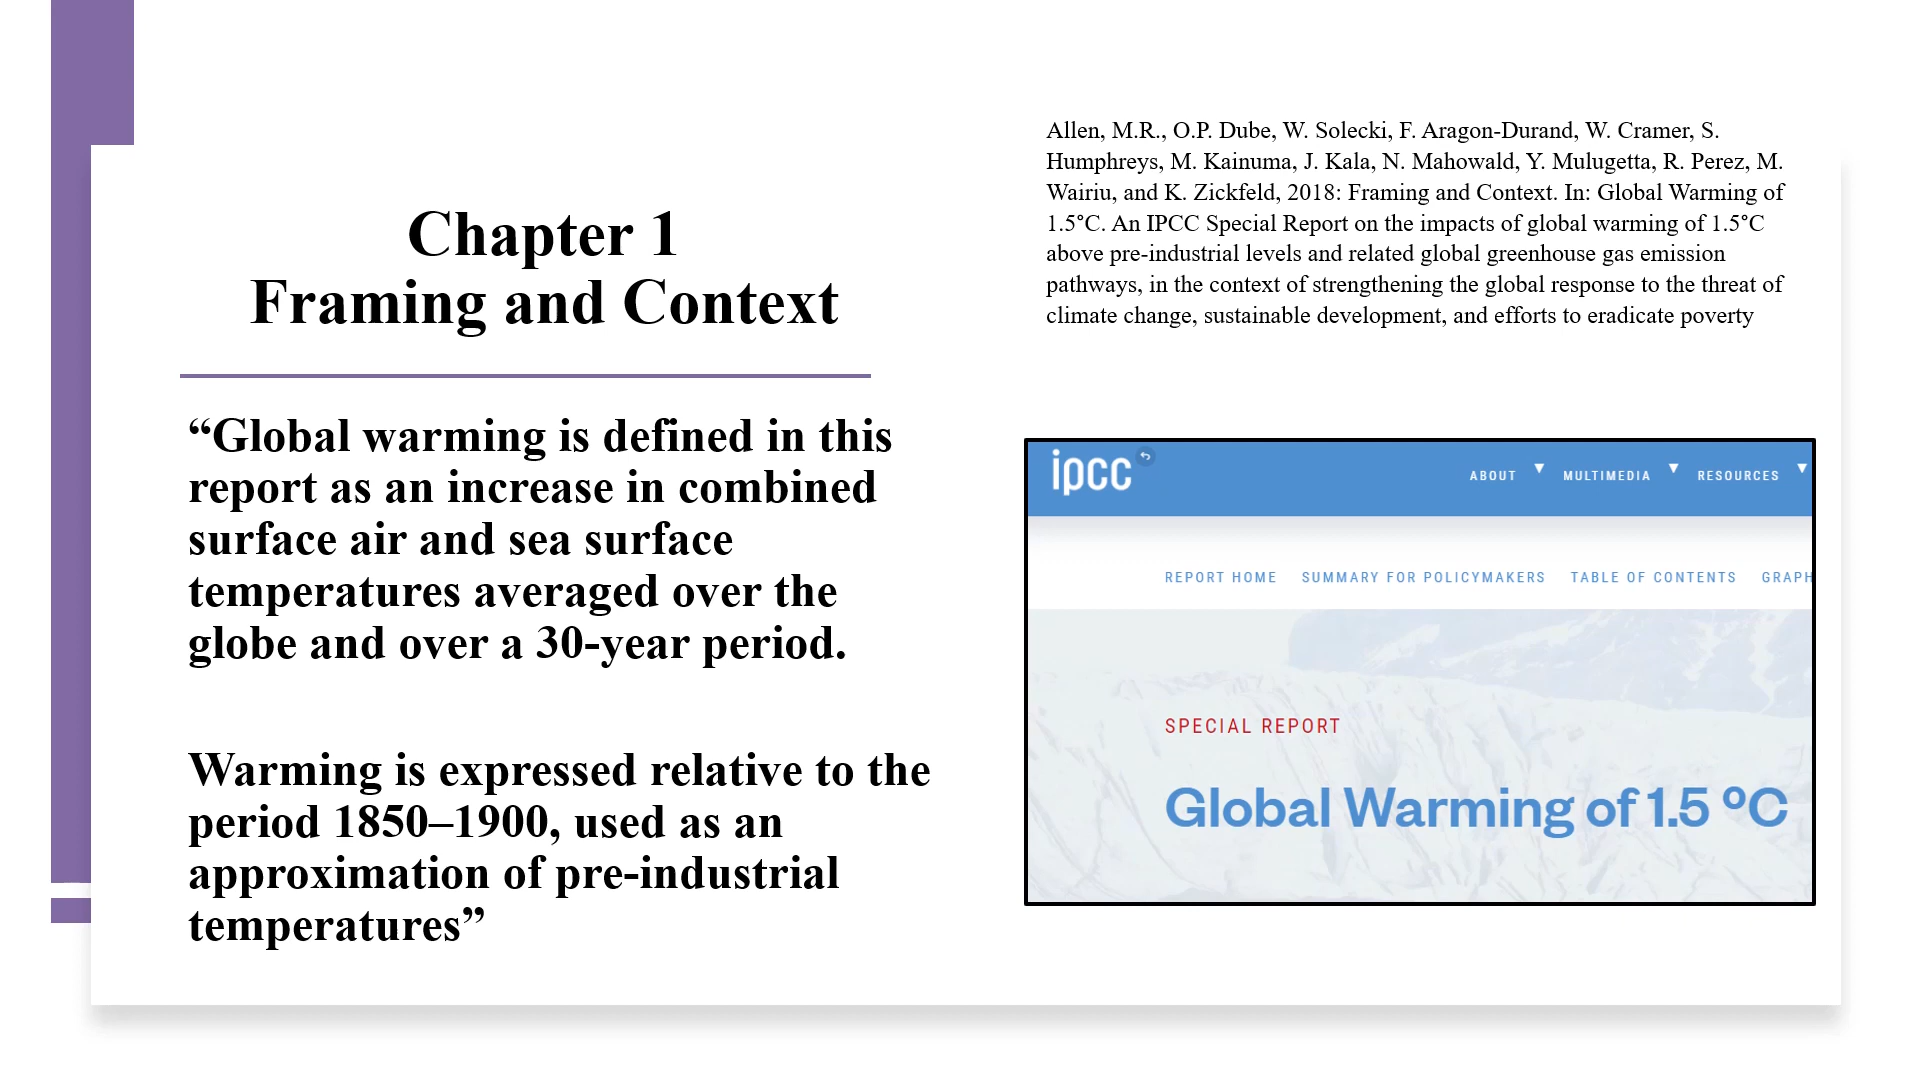 Chapter 1
Framing and Context
“Global warming is defined in this
report as an increase in combined
surface air and sea surface
temperatures averaged over the
globe and over a 30-year period.
Warming is expressed relative to the
period 1850–1900, used as an
approximation of pre-industrial
temperatures”
Allen, M.R., O.P. Dube, W. Solecki, F. Aragon-Durand, W. Cramer, S.
Humphreys, M. Kainuma, J. Kala, N. Mahowald, Y. Mulugetta, R. Perez, M.
Wairiu, and K. Zickfeld, 2018: Framing and Context. In: Global Warming of
1.5°C. An IPCC Special Report on the impacts of global warming of 1.5°C
above pre-industrial levels and related global greenhouse gas emission
pathways, in the context of strengthening the global response to the threat of
climate change, sustainable development, and efforts to eradicate poverty
ipcc
ABOUT MULTIMEDIA RESOURCES
REPORT HOME SUMMARY FOR POLICYMAKERS TABLE OF CONTENTS GRAPH
SPECIAL REPORT
Global Warming of 1.5 ºC